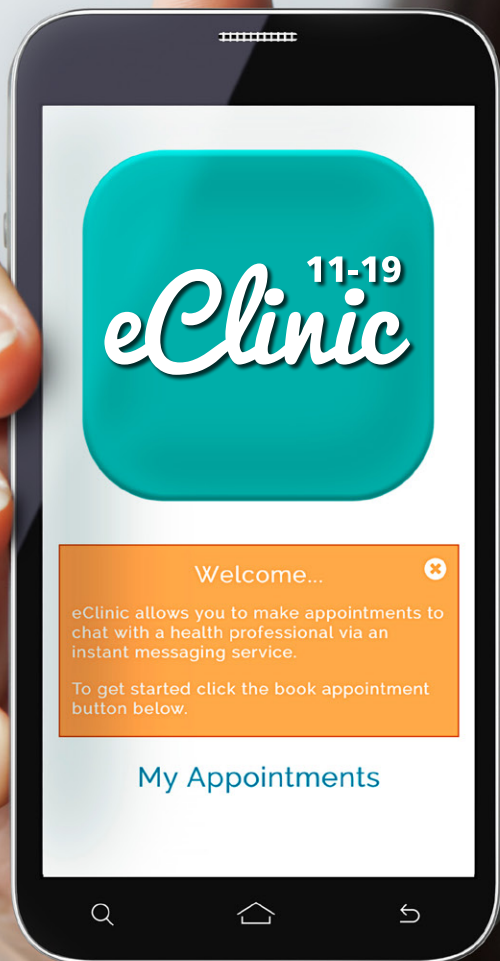 11-19
eClinic
Welcome...
eClinic allows you to make appointments to
chat with a health professional via an
instant messaging service.
To get started click the book appointment
button below.
My Appointments